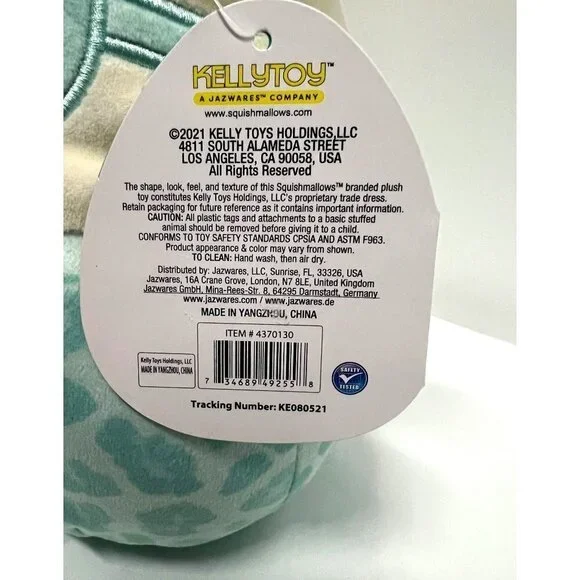 KELLYTOY™
A JAZWARES™ COMPANY
www.squishmallows.com
©2021 KELLY TOYS HOLDINGS,LLC
4811 SOUTH ALAMEDA STREET
LOS ANGELES, CA 90058, USA
All Rights Reserved
The shape, look, feel, and texture of this Squishmallows™ branded plush
toy constitutes Kelly Toys Holdings, LLC's proprietary trade dress.
Retain packaging for future reference as it contains important information.
CAUTION: All plastic tags and attachments to a basic stuffed
animal should be removed before giving it to a child.
CONFORMS TO TOY SAFETY STANDARDS CPSIA AND ASTM F963.
Product appearance & color may vary from shown.
TO CLEAN: Hand wash, then air dry.
Distributed by: Jazwares, LLC, Sunrise, FL, 33326, USA
Jazwares, 16A Crane Grove, London, N7 8LE, United Kingdom
Jazwares GmbH, Mina-Rees-Str. 8, 64295 Darmstadt, Germany
www.jazwares.com / www.jazwares.de
MADE IN YANGZHOU, CHINA
ITEM # 4370130
Kelly Toys Holdings, LLC
MADE IN YANGZHOU, CHINA
7 34689 49255 8
SAFETY
TESTED
Tracking Number: KE080521